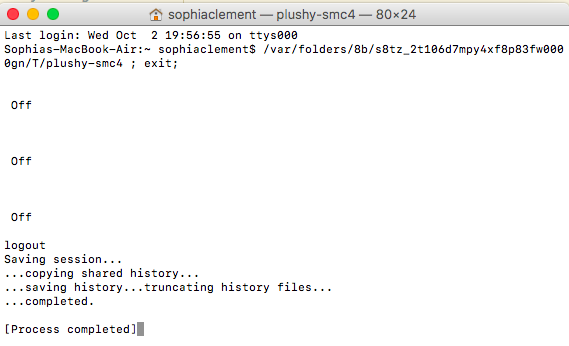 sophiaclement — plushy-smc4 — 80×24
Last login: Wed Oct  2 19:56:55 on ttys000
Sophias-MacBook-Air:~ sophiaclement$ /var/folders/8b/s8tz_2t106d7mpy4xf8p83fw000
0gn/T/plushy-smc4 ; exit;
Off
Off
Off
logout
Saving session...
...copying shared history...
...saving history...truncating history files...
...completed.
[Process completed]